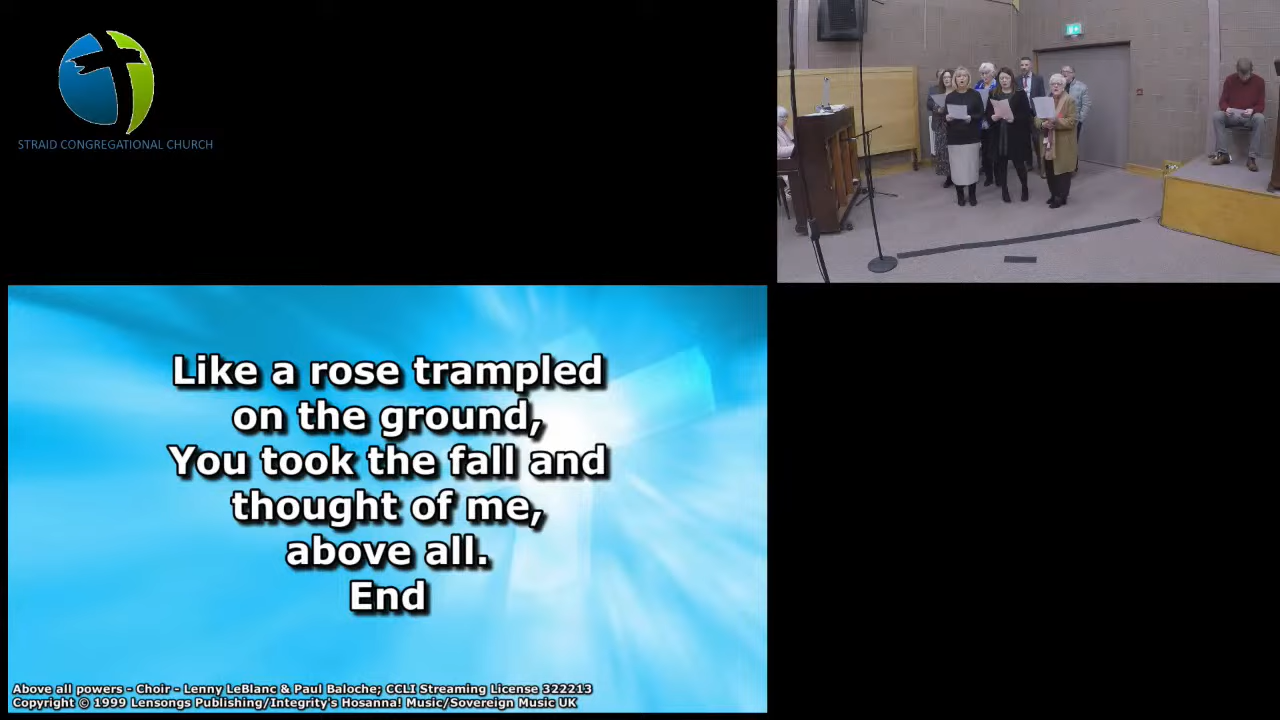 STRAID CONGREGATIONAL CHURCH
Like a rose trampled
on the ground,
You took the fall and
thought of me,
above all.
End
Above all powers - Choir - Lenny LeBlanc & Paul Baloche; CCLI Streaming License 322213
Copyright © 1999 Lensongs Publishing/Integrity's Hosanna! Music/Sovereign Music UK